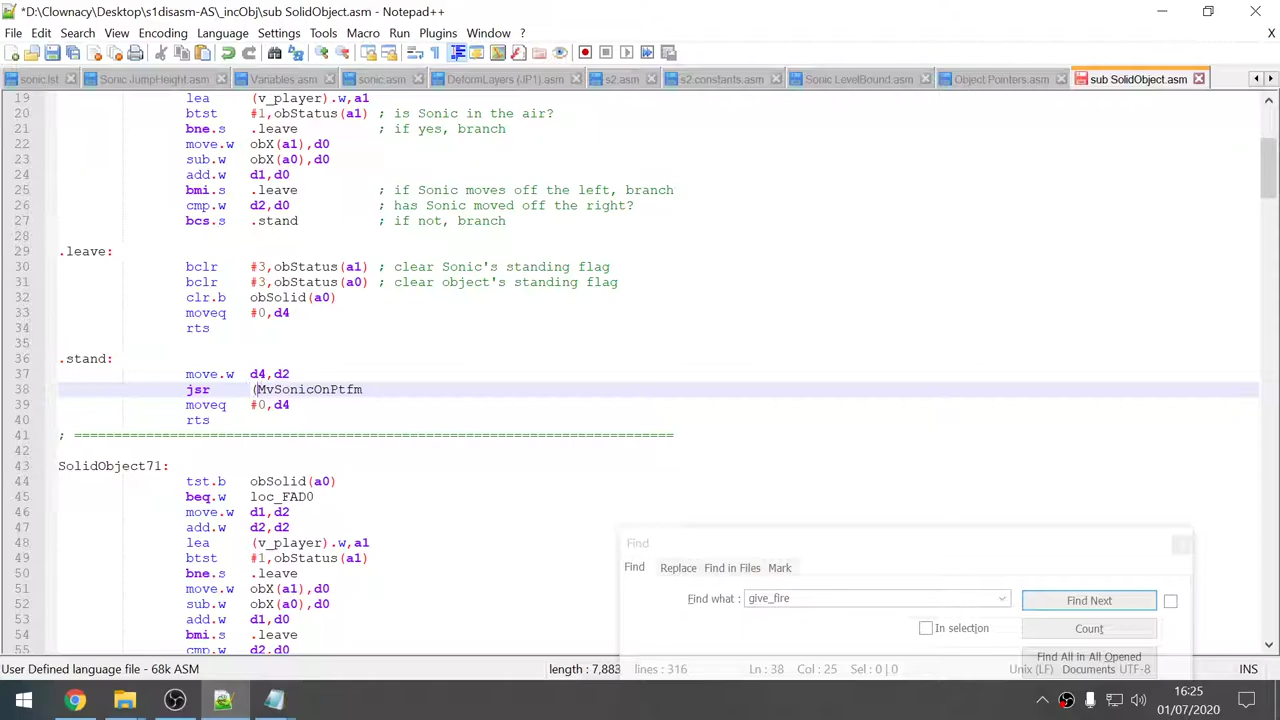 *D:\Clownacy\Desktop\s1disasm-AS\_incObj\sub SolidObject.asm - Notepad++
File Edit Search View Encoding Language Settings Tools Macro Run Plugins Window ? X
sonic.lst Sonic JumpHeight.asm Variables.asm sonic.asm DeformLayers (JP1).asm s2.asm s2.constants.asm Sonic LevelBound.asm Object Pointers.asm sub SolidObject.asm
19 lea (v_player).w,a1
20 btst #1,obStatus(a1) ; is Sonic in the air?
21 bne.s .leave ; if yes, branch
22 move.w obX(a1),d0
23 sub.w obX(a0),d0
24 add.w d1,d0
25 bmi.s .leave ; if Sonic moves off the left, branch
26 cmp.w d2,d0 ; has Sonic moved off the right?
27 bcs.s .stand ; if not, branch
28
29 .leave:
30 bclr #3,obStatus(a1) ; clear Sonic's standing flag
31 bclr #3,obStatus(a0) ; clear object's standing flag
32 clr.b obSolid(a0)
33 moveq #0,d4
34 rts
35
36 .stand:
37 move.w d4,d2
38 jsr (MvSonicOnPtfm
39 moveq #0,d4
40 rts
41 ; ===========================================================================
42
43 SolidObject71:
44 tst.b obSolid(a0)
45 beq.w loc_FAD0
46 move.w d1,d2
47 add.w d2,d2
48 lea (v_player).w,a1
49 btst #1,obStatus(a1)
50 bne.s .leave
51 move.w obX(a1),d0
52 sub.w obX(a0),d0
53 add.w d1,d0
54 bmi.s .leave
55 cmp.w d2,d0
Find
Find Replace Find in Files Mark
Find what : give_fire Find Next
In selection Count
Find All in All Opened Documents
User Defined language file - 68k ASM length : 7,883 lines : 316 Ln : 38 Col : 25 Sel : 0 | 0 Unix (LF) UTF-8 INS
16:25
01/07/2020